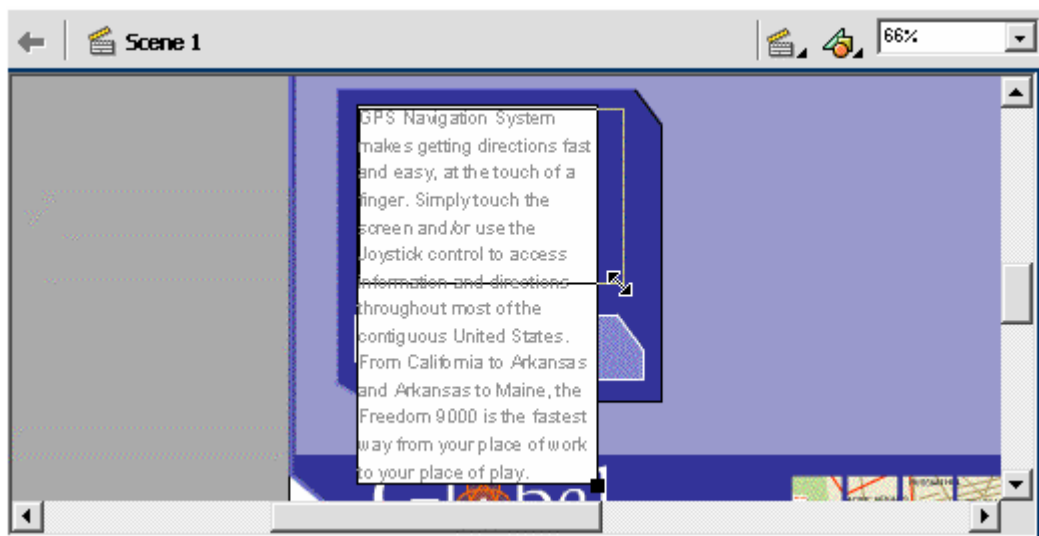 Scene 1
66%
GPS Navigation System
makes getting directions fast
and easy, at the touch of a
finger. Simply touch the
screen and/or use the
Joystick control to access
information and directions
throughout most of the
contiguous United States.
From California to Arkansas
and Arkansas to Maine, the
Freedom 9000 is the fastest
way from your place of work
to your place of play.